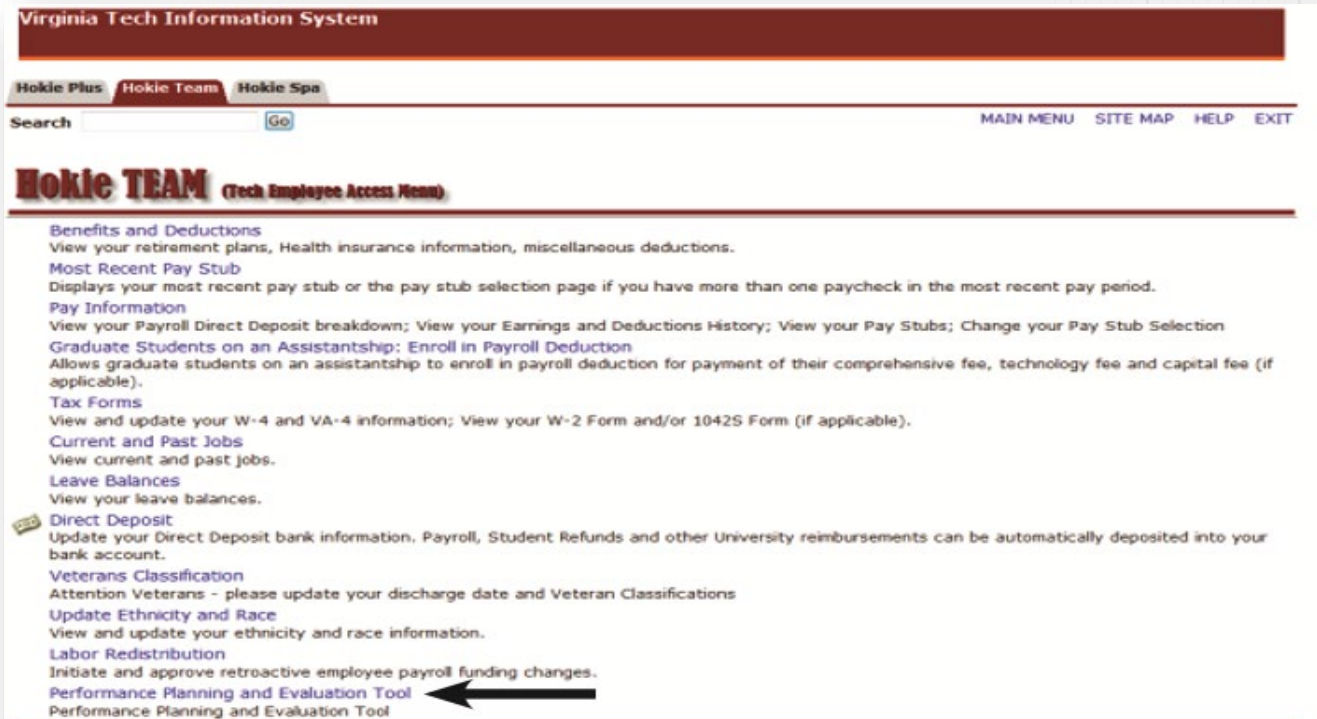 Virginia Tech Information System
Hokie Plus Hokie Team Hokie Spa
Search Go MAIN MENU SITE MAP HELP EXIT
Hokie TEAM (Tech Employee Access Menu)
Benefits and Deductions
View your retirement plans, Health insurance information, miscellaneous deductions.
Most Recent Pay Stub
Displays your most recent pay stub or the pay stub selection page if you have more than one paycheck in the most recent pay period.
Pay Information
View your Payroll Direct Deposit breakdown; View your Earnings and Deductions History; View your Pay Stubs; Change your Pay Stub Selection
Graduate Students on an Assistantship: Enroll in Payroll Deduction
Allows graduate students on an assistantship to enroll in payroll deduction for payment of their comprehensive fee, technology fee and capital fee (if
applicable).
Tax Forms
View and update your W-4 and VA-4 information; View your W-2 Form and/or 1042S Form (if applicable).
Current and Past Jobs
View current and past jobs.
Leave Balances
View your leave balances.
Direct Deposit
Update your Direct Deposit bank information. Payroll, Student Refunds and other University reimbursements can be automatically deposited into your
bank account.
Veterans Classification
Attention Veterans - please update your discharge date and Veteran Classifications
Update Ethnicity and Race
View and update your ethnicity and race information.
Labor Redistribution
Initiate and approve retroactive employee payroll funding changes.
Performance Planning and Evaluation Tool
Performance Planning and Evaluation Tool